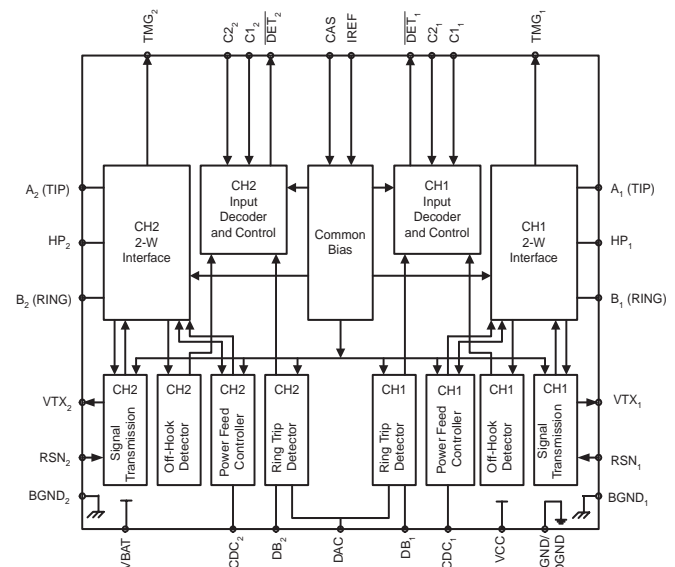 TMG2
C22
C12
DET2
CAS
IREF
DET1
C21
C11
TMG1
A2 (TIP)
HP2
B2 (RING)
VTX2
RSN2
BGND2
CH2
2-W
Interface
CH2
Input
Decoder
and Control
Common
Bias
CH1
Input
Decoder
and Control
CH1
2-W
Interface
A1 (TIP)
HP1
B1 (RING)
VTX1
RSN1
BGND1
CH2
Signal
Transmission
CH2
Off-Hook
Detector
CH2
Power Feed
Controller
CH2
Ring Trip
Detector
CH1
Ring Trip
Detector
CH1
Power Feed
Controller
CH1
Off-Hook
Detector
CH1
Signal
Transmission
VBAT
CDC2
DB2
DAC
DB1
CDC1
VCC
GND/
DGND